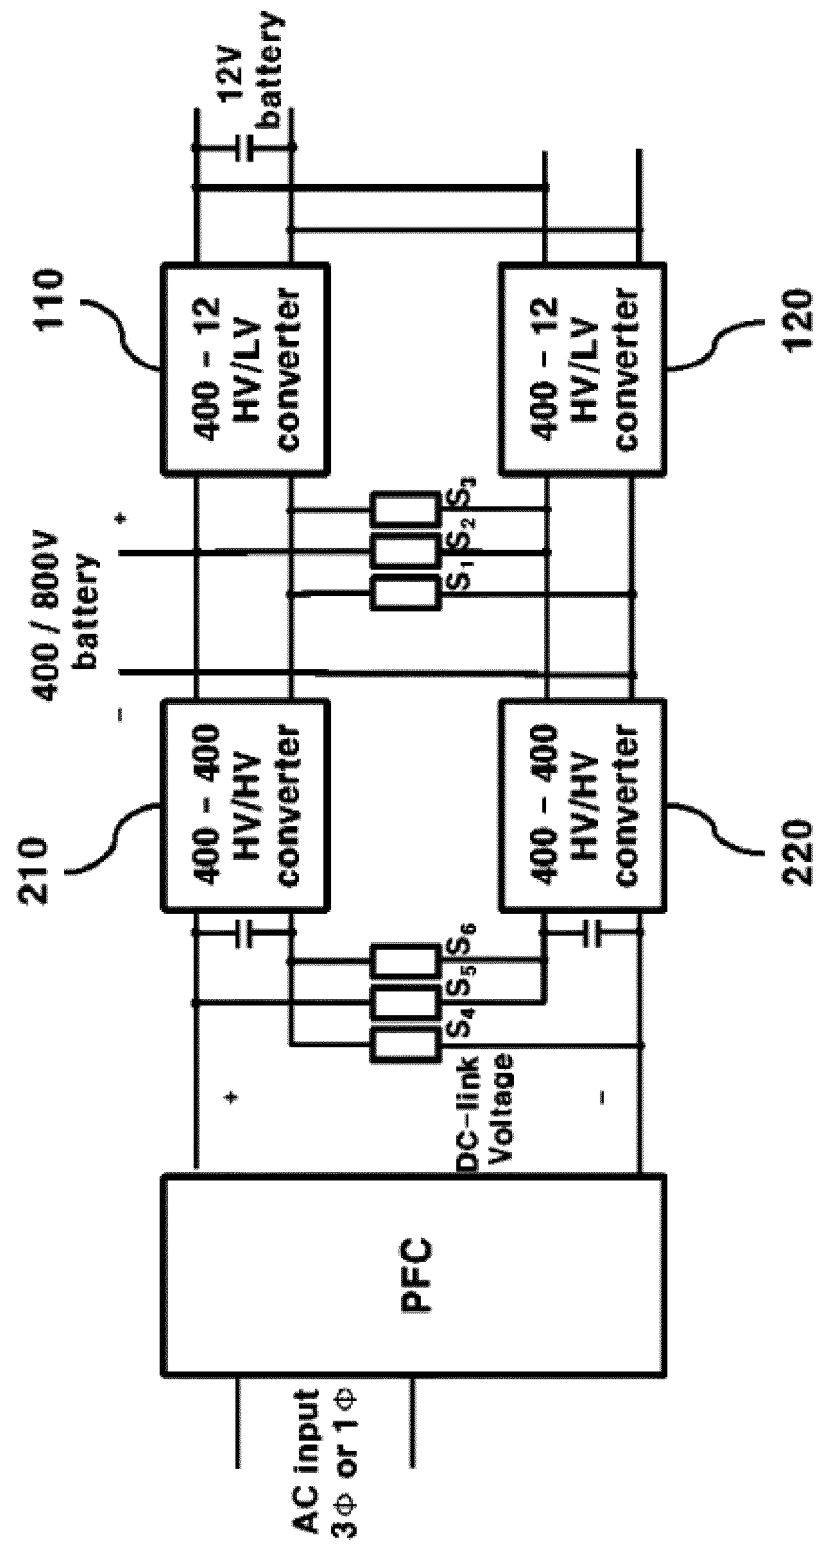 AC input
3Φ or 1Φ
PFC
+
DC-link
Voltage
−
S4
S5
S6
210
400 - 400
HV/HV
converter
400 - 400
HV/HV
converter
220
400 / 800V
battery
−
+
S1
S2
S3
110
400 - 12
HV/LV
converter
400 - 12
HV/LV
converter
120
12V
battery